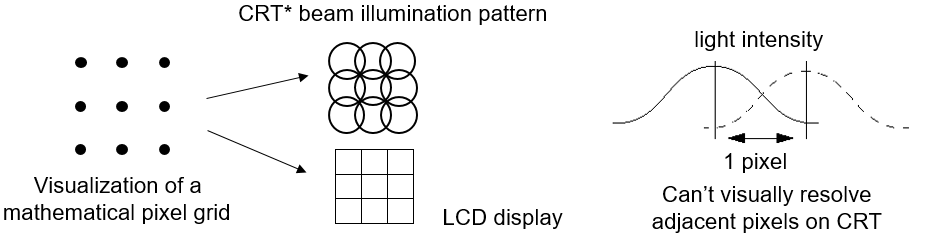 CRT* beam illumination pattern
Visualization of a
mathematical pixel grid
LCD display
light intensity
1 pixel
Can't visually resolve
adjacent pixels on CRT